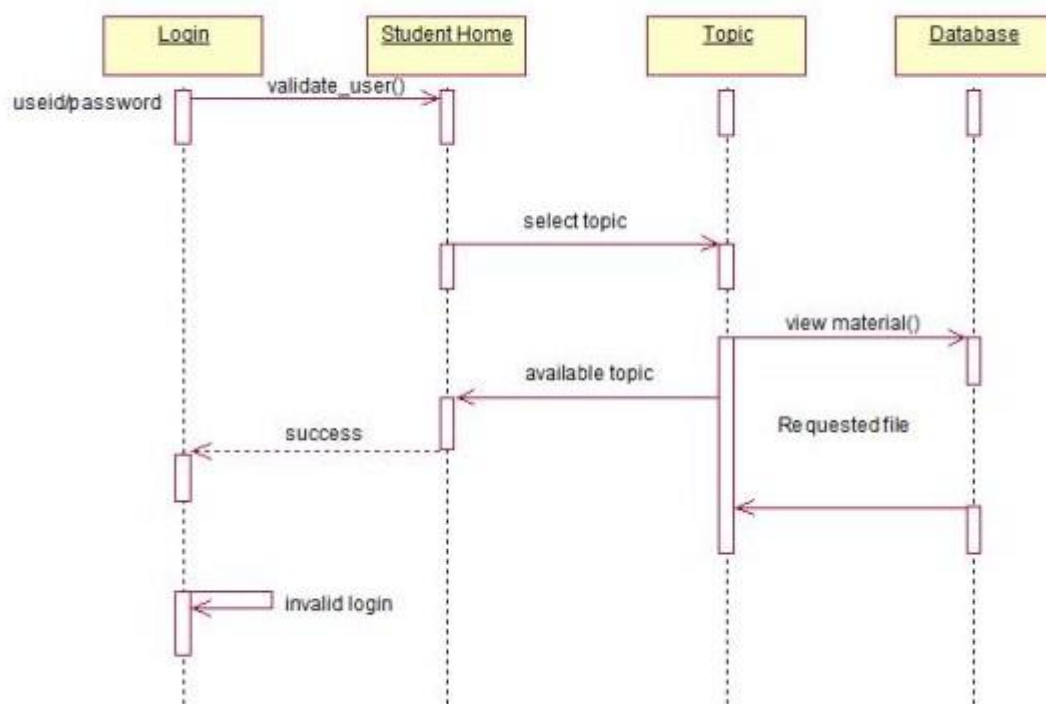 Login
Student Home
Topic
Database
useid/password
validate_user()
select topic
view material()
available topic
Requested file
success
invalid login